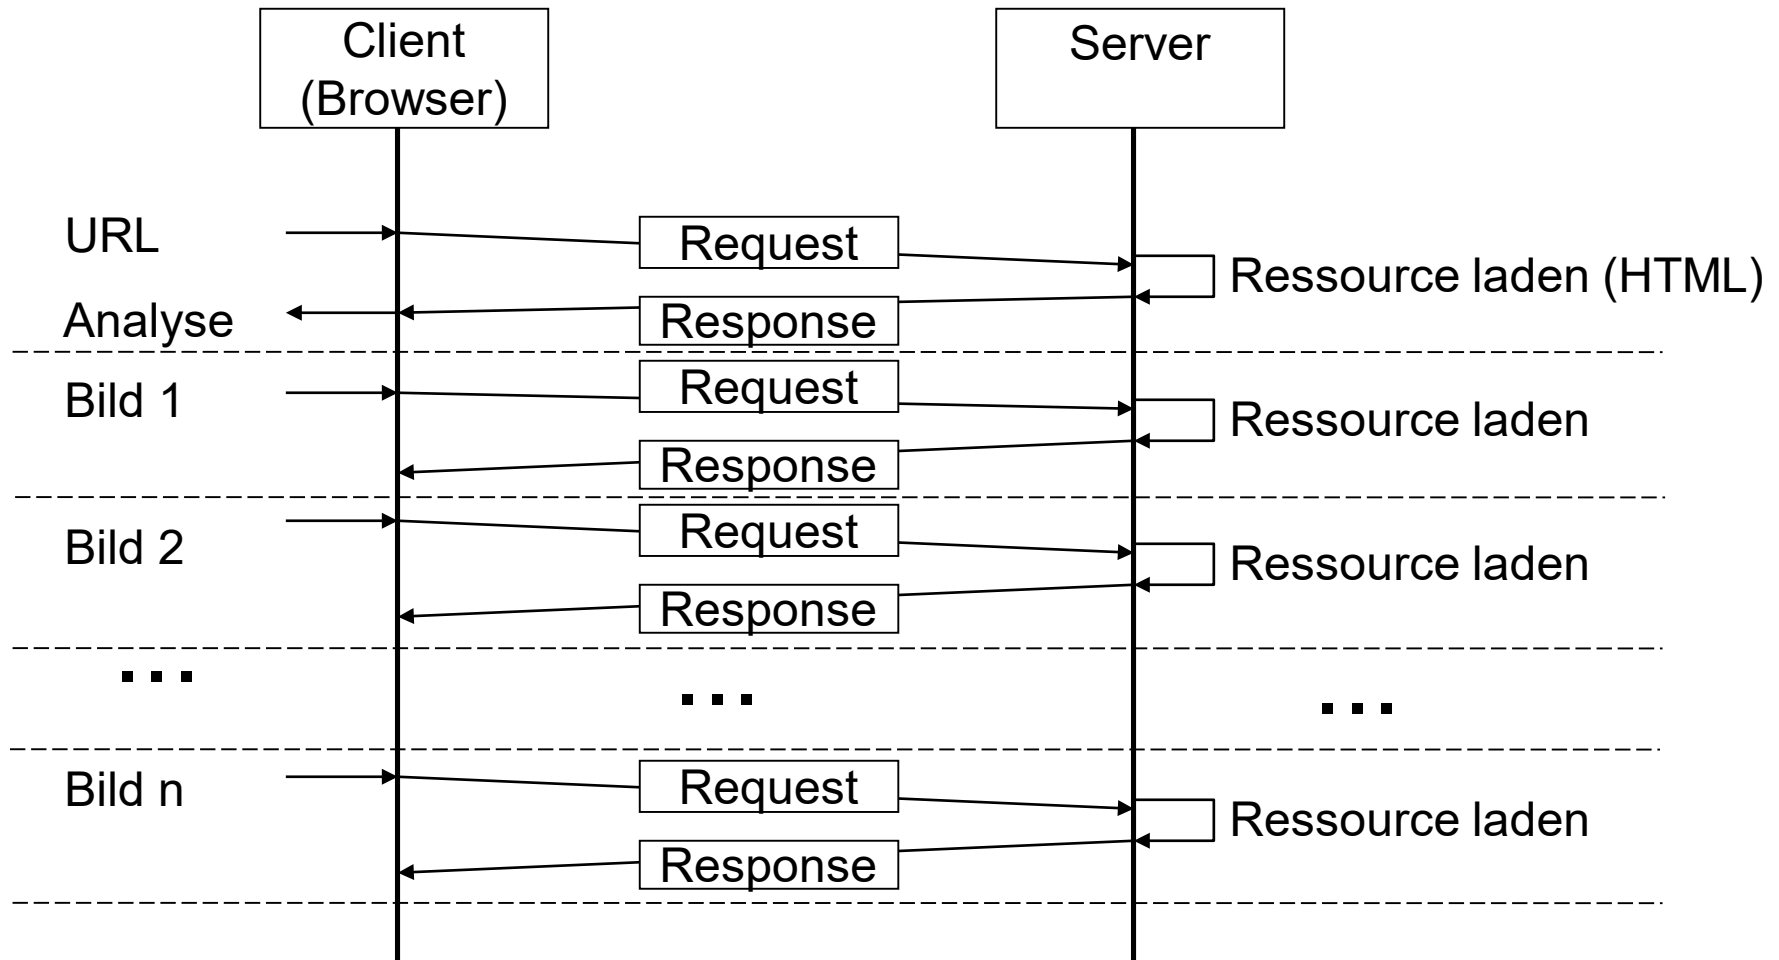 Client
(Browser)
Server
URL
Request
Ressource laden (HTML)
Analyse
Response
Bild 1
Request
Ressource laden
Response
Bild 2
Request
Ressource laden
Response
...
...
...
Bild n
Request
Ressource laden
Response